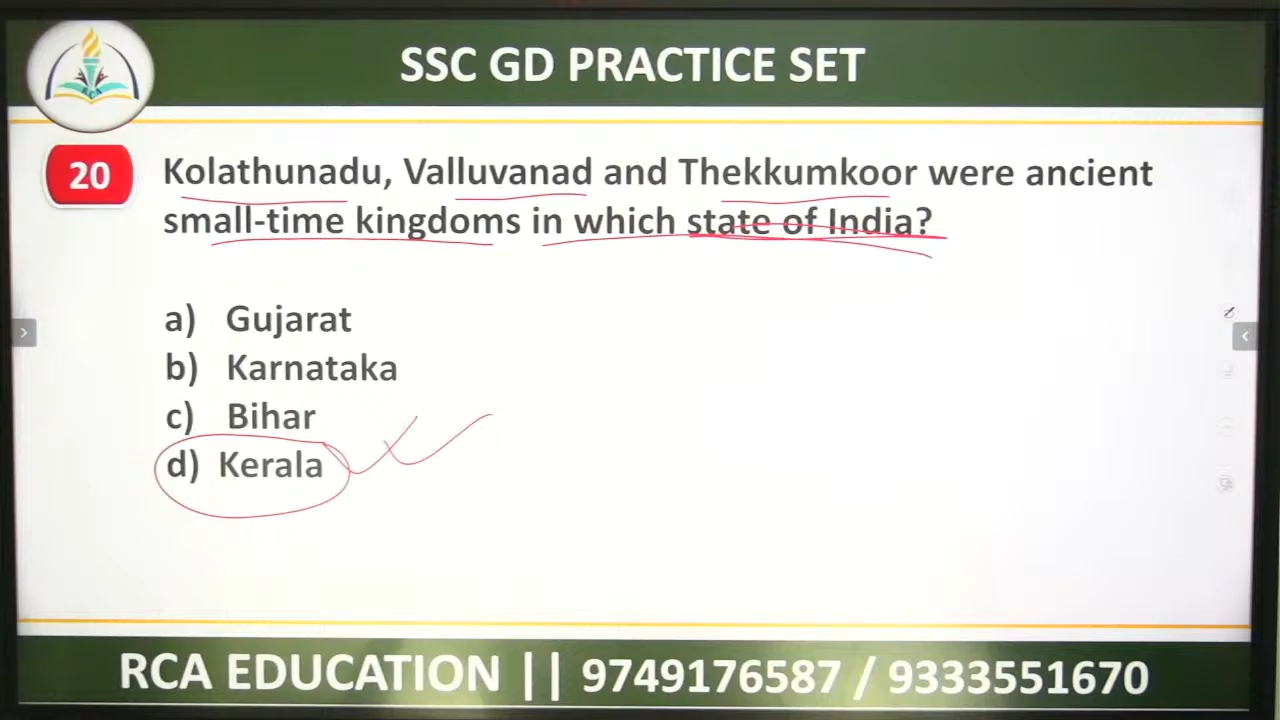 SSC GD PRACTICE SET
20
Kolathunadu, Valluvanad and Thekkumkoor were ancient
small-time kingdoms in which state of India?
a) Gujarat
b) Karnataka
c) Bihar
d) Kerala
RCA EDUCATION || 9749176587 / 9333551670